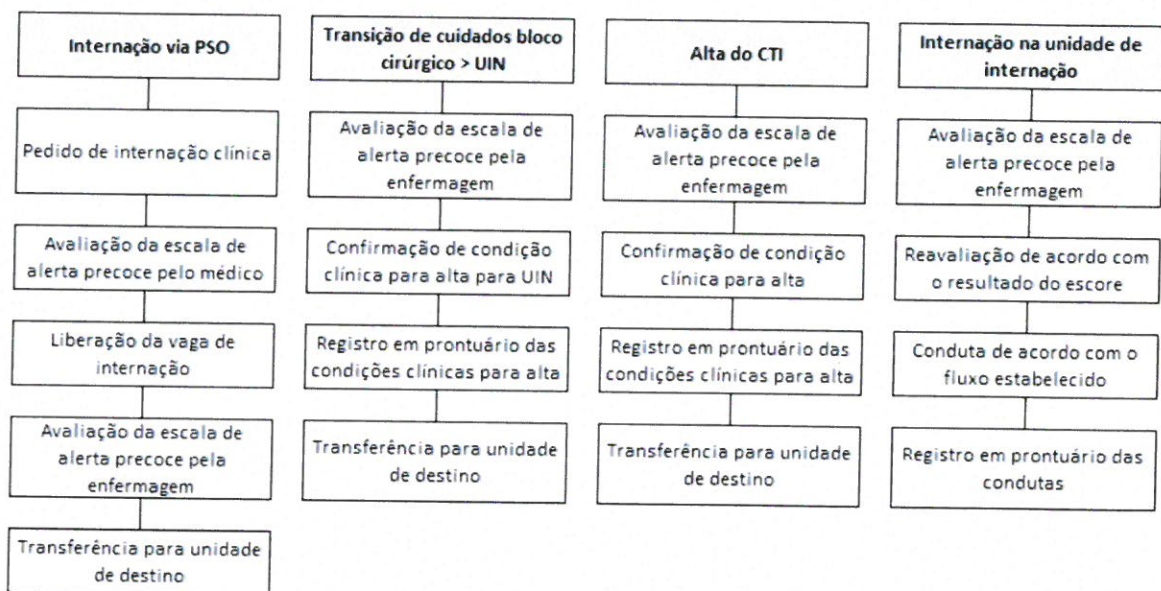 Internação via PSO
Pedido de internação clínica
Avaliação da escala de
alerta precoce pelo médico
Liberação da vaga de
internação
Avaliação da escala de
alerta precoce pela
enfermagem
Transferência para unidade
de destino
Transição de cuidados bloco
cirúrgico > UIN
Avaliação da escala de
alerta precoce pela
enfermagem
Confirmação de condição
clínica para alta para UIN
Registro em prontuário das
condições clínicas para alta
Transferência para unidade
de destino
Alta do CTI
Avaliação da escala de
alerta precoce pela
enfermagem
Confirmação de condição
clínica para alta
Registro em prontuário das
condições clínicas para alta
Transferência para unidade
de destino
Internação na unidade de
internação
Avaliação da escala de
alerta precoce pela
enfermagem
Reavaliação de acordo com
o resultado do escore
Conduta de acordo com o
fluxo estabelecido
Registro em prontuário das
condutas